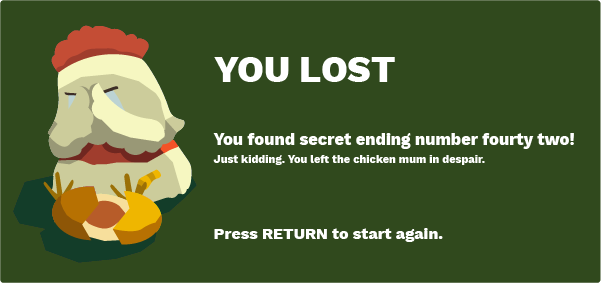 YOU LOST
You found secret ending number fourty two!
Just kidding. You left the chicken mum in despair.
Press RETURN to start again.